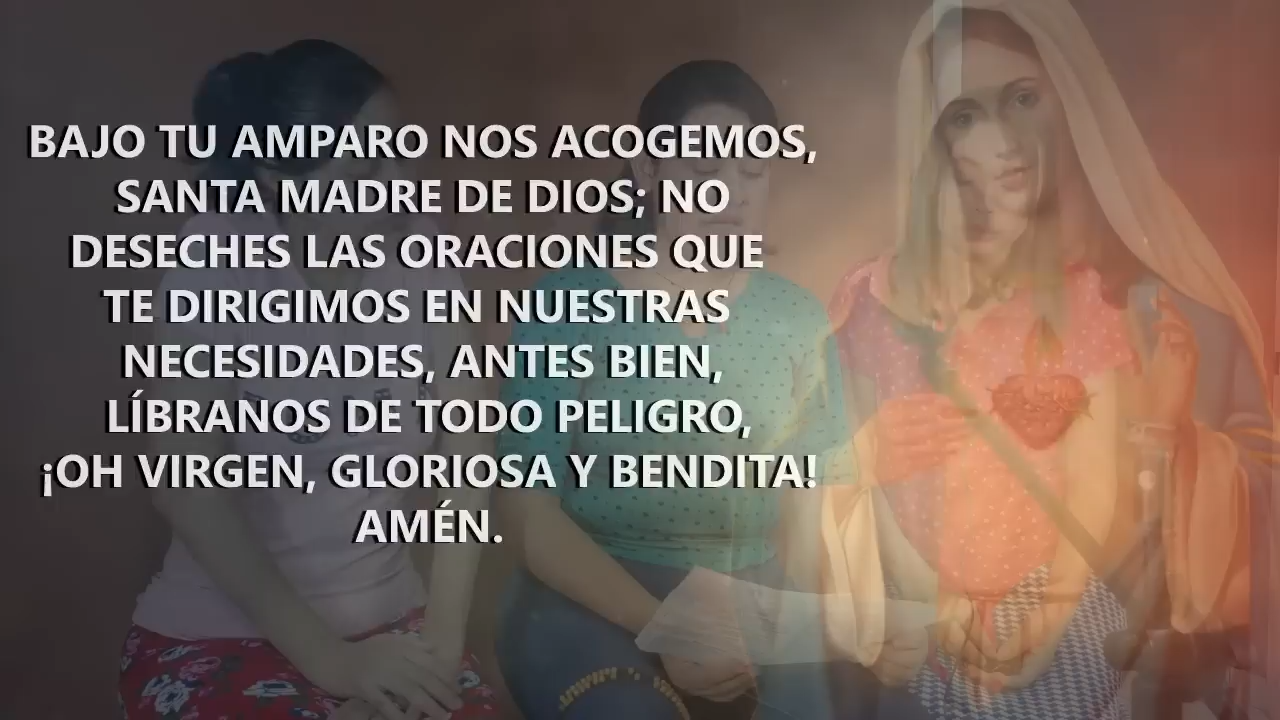 BAJO TU AMPARO NOS ACOGEMOS,
SANTA MADRE DE DIOS; NO
DESECHES LAS ORACIONES QUE
TE DIRIGIMOS EN NUESTRAS
NECESIDADES, ANTES BIEN,
LÍBRANOS DE TODO PELIGRO,
¡OH VIRGEN, GLORIOSA Y BENDITA!
AMÉN.